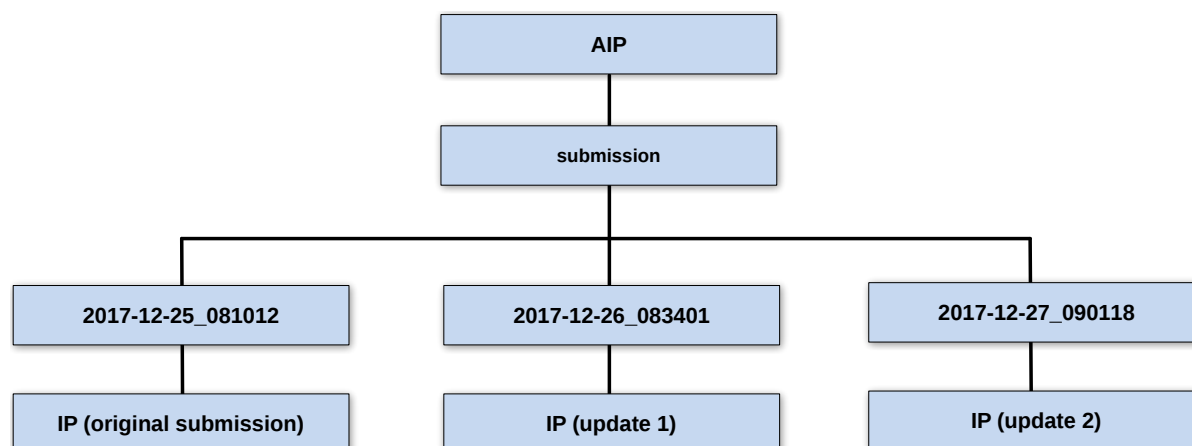 AIP
submission
2017-12-25_081012
2017-12-26_083401
2017-12-27_090118
IP (original submission)
IP (update 1)
IP (update 2)